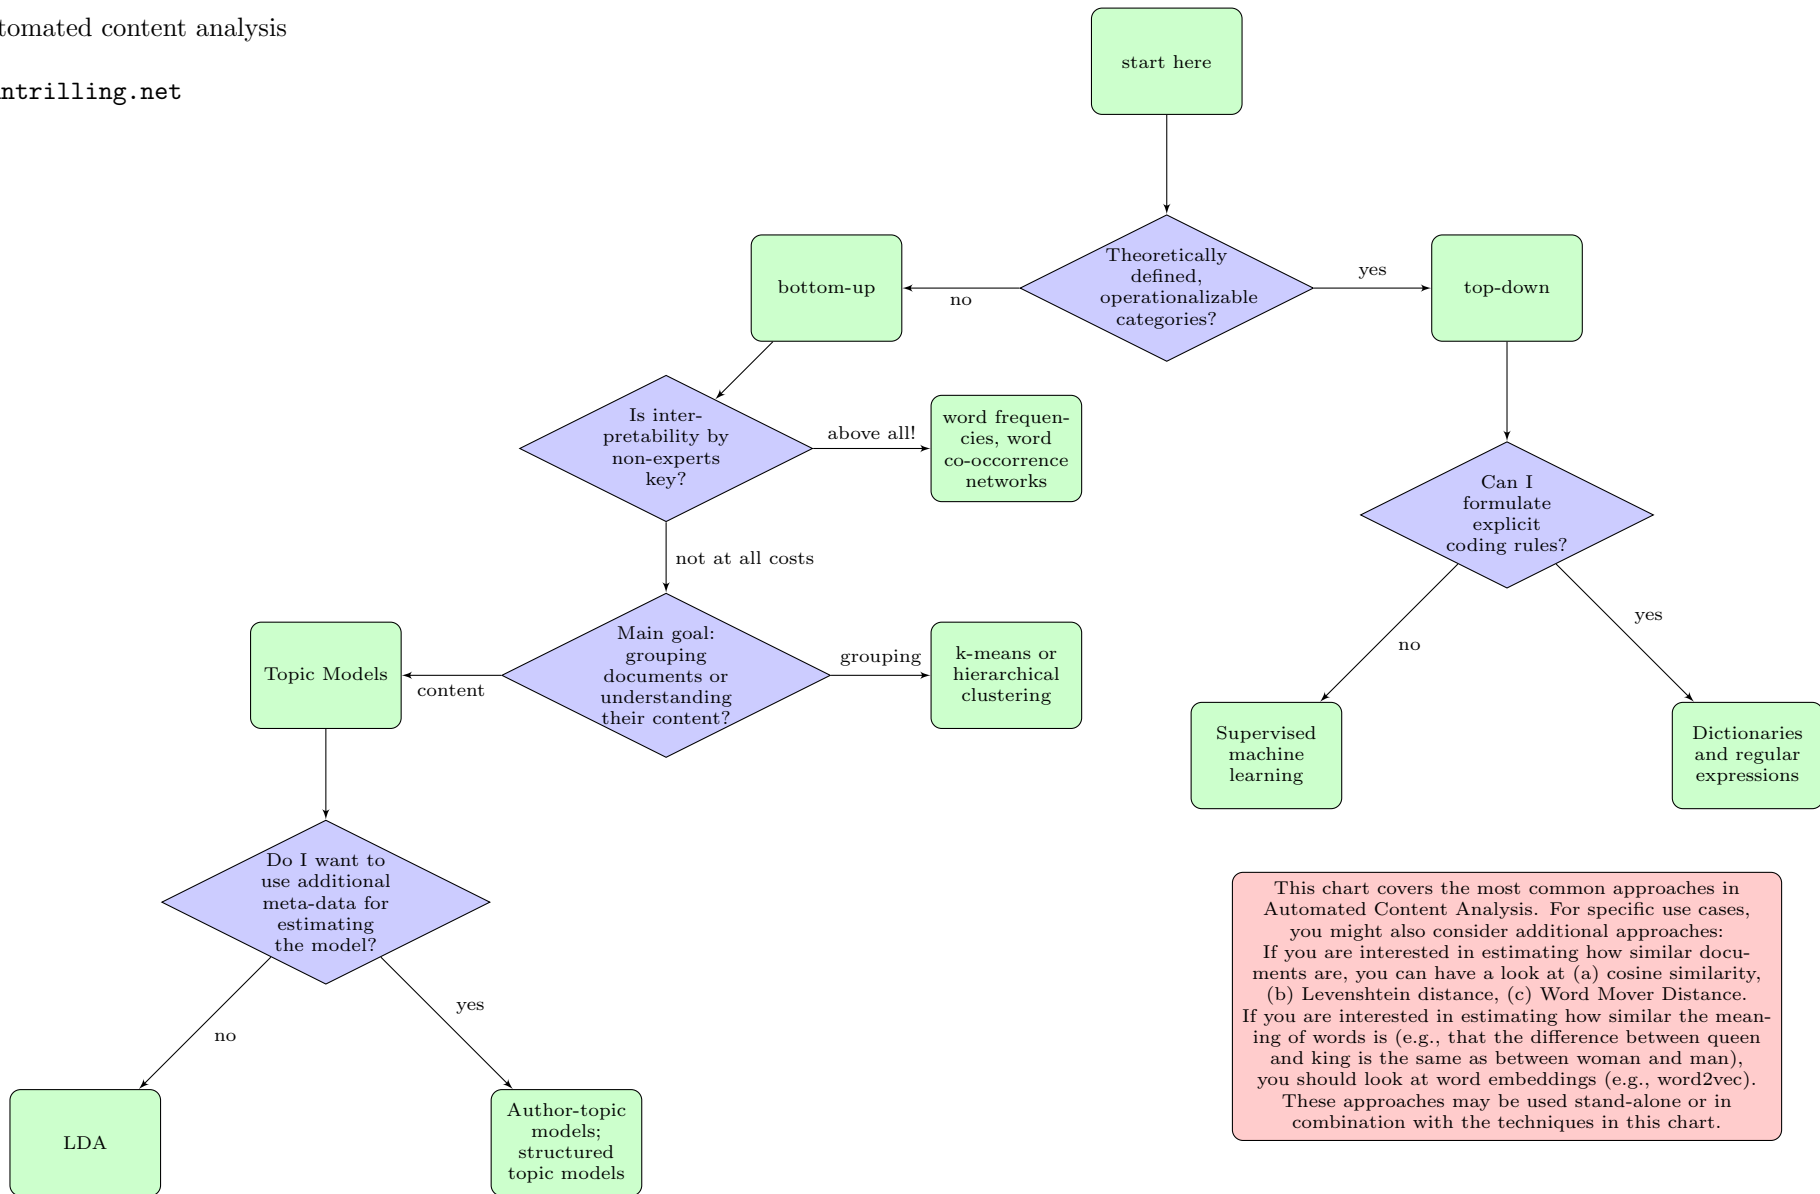 tomated content analysis
ntrilling.net
start here
Theoretically
defined,
operationalizable
categories?
no
yes
bottom-up
top-down
Is inter-
pretability by
non-experts
key?
above all!
word frequen-
cies, word
co-occorrence
networks
Can I
formulate
explicit
coding rules?
not at all costs
no
yes
Topic Models
content
Main goal:
grouping
documents or
understanding
their content?
grouping
k-means or
hierarchical
clustering
Supervised
machine
learning
Dictionaries
and regular
expressions
Do I want to
use additional
meta-data for
estimating
the model?
no
yes
LDA
Author-topic
models;
structured
topic models
This chart covers the most common approaches in
Automated Content Analysis. For specific use cases,
you might also consider additional approaches:
If you are interested in estimating how similar docu-
ments are, you can have a look at (a) cosine similarity,
(b) Levenshtein distance, (c) Word Mover Distance.
If you are interested in estimating how similar the mean-
ing of words is (e.g., that the difference between queen
and king is the same as between woman and man),
you should look at word embeddings (e.g., word2vec).
These approaches may be used stand-alone or in
combination with the techniques in this chart.